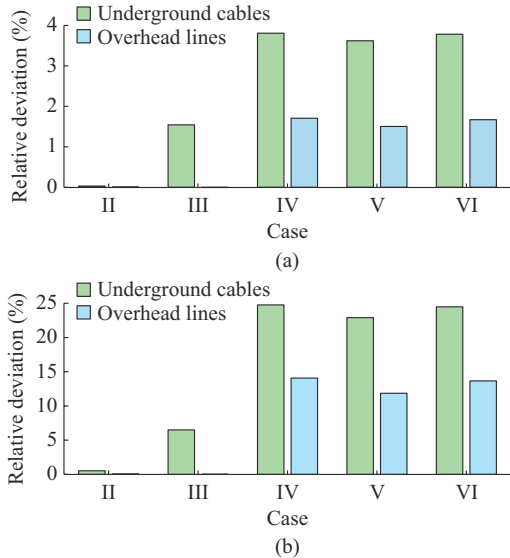 Relative deviation (%)
4
3
2
1
0
Underground cables
Overhead lines
II III IV V VI
Case
(a)
Relative deviation (%)
25
20
15
10
5
0
Underground cables
Overhead lines
II III IV V VI
Case
(b)